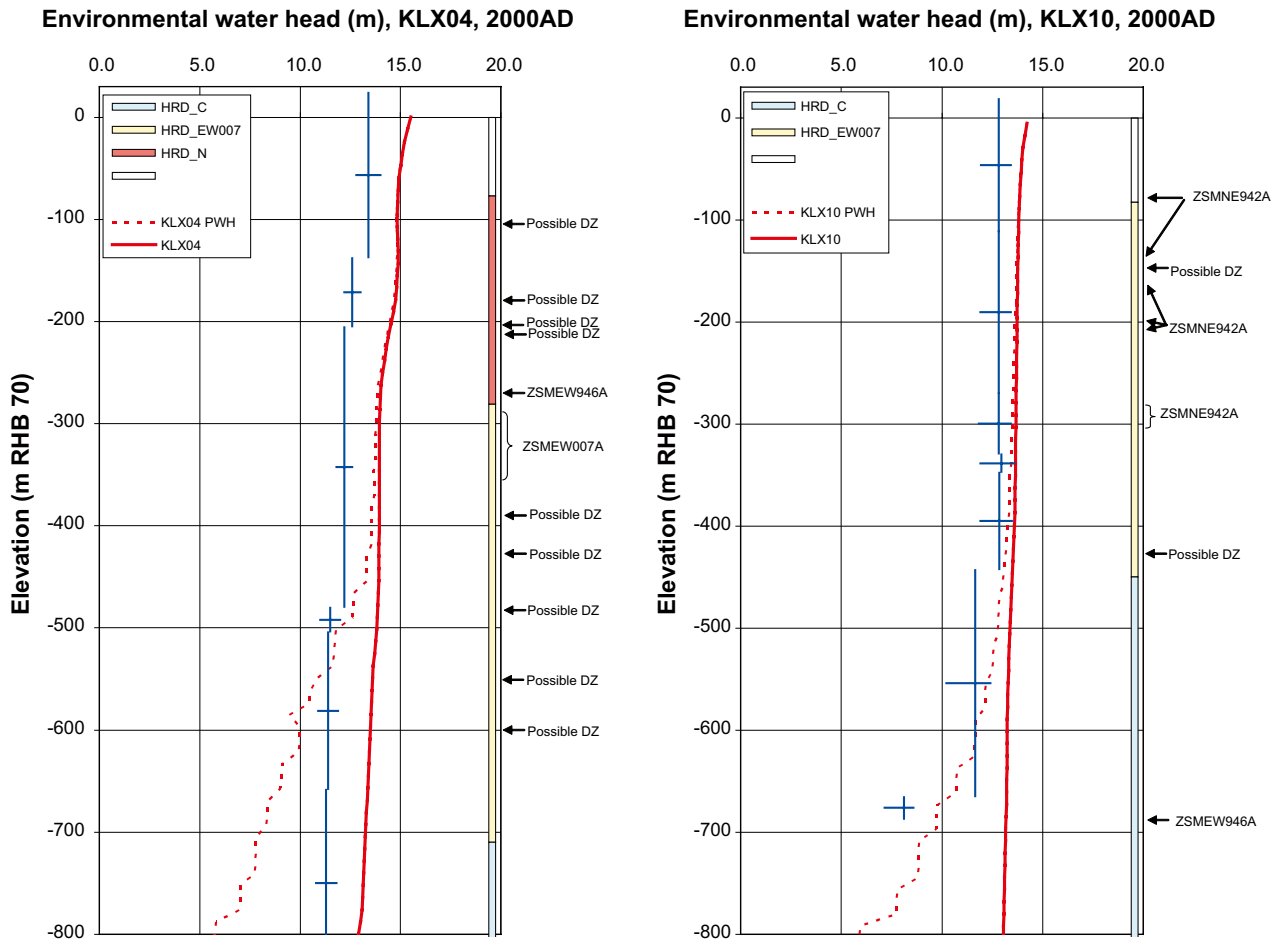 Environmental water head (m), KLX04, 2000AD
0.0 5.0 10.0 15.0 20.0
Elevation (m RHB 70)
0
-100
-200
-300
-400
-500
-600
-700
-800
HRD_C
HRD_EW007
HRD_N
KLX04 PWH
KLX04
Possible DZ
Possible DZ
Possible DZ
Possible DZ
ZSMEW946A
ZSMEW007A
Possible DZ
Possible DZ
Possible DZ
Possible DZ
Possible DZ
Environmental water head (m), KLX10, 2000AD
0.0 5.0 10.0 15.0 20.0
Elevation (m RHB 70)
0
-100
-200
-300
-400
-500
-600
-700
-800
HRD_C
HRD_EW007
KLX10 PWH
KLX10
ZSMNE942A
Possible DZ
ZSMNE942A
ZSMNE942A
Possible DZ
ZSMEW946A